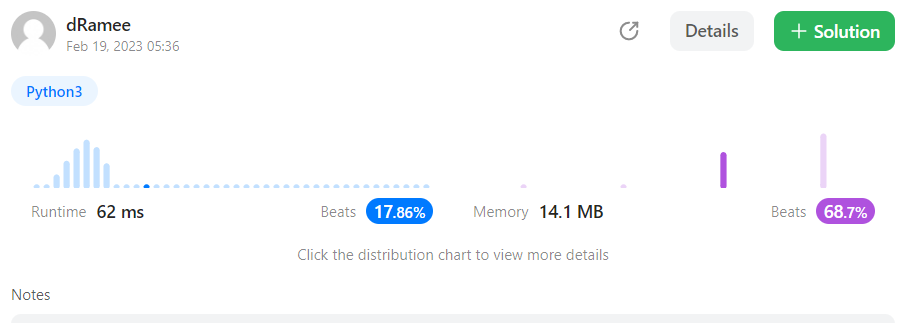 dRamee
Feb 19, 2023 05:36
Details
+ Solution
Python3
Runtime 62 ms Beats 17.86% Memory 14.1 MB Beats 68.7%
Click the distribution chart to view more details
Notes